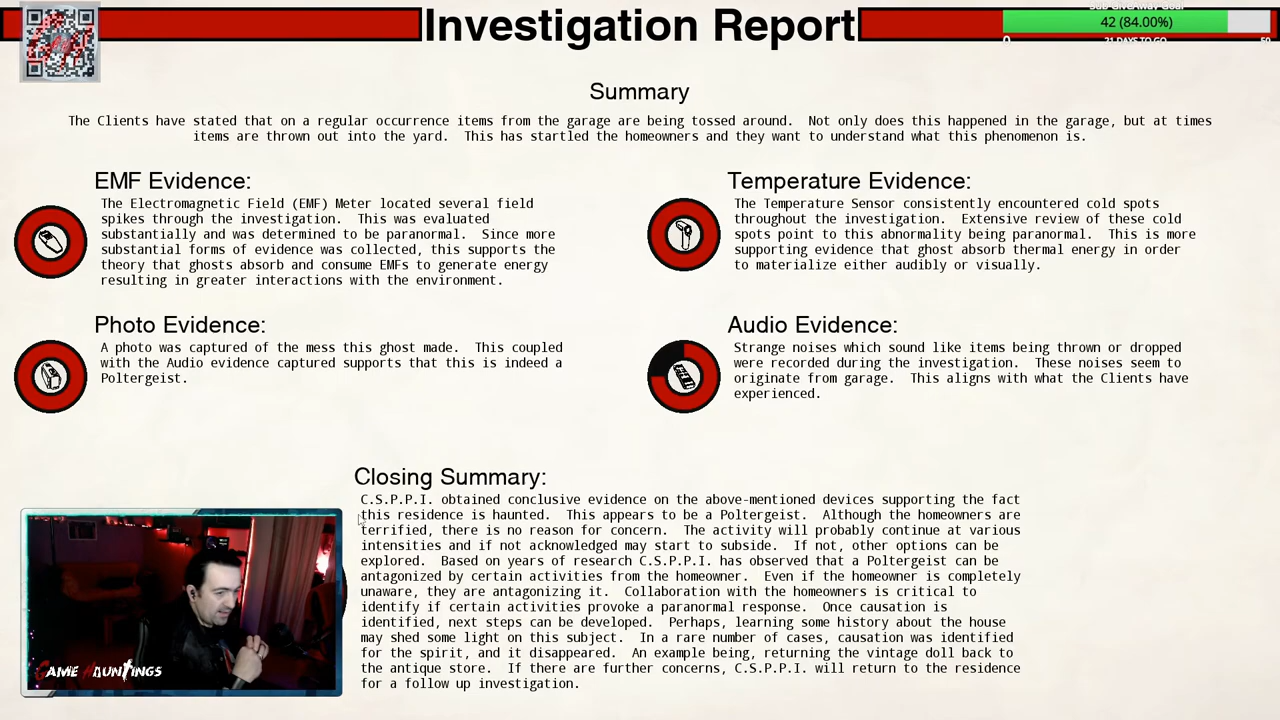 Investigation Report
Sub GiveAway Goal
42 (84.00%)
0
21 DAYS TO GO
50
Summary
The Clients have stated that on a regular occurrence items from the garage are being tossed around.  Not only does this happened in the garage, but at times
items are thrown out into the yard.  This has startled the homeowners and they want to understand what this phenomenon is.
EMF Evidence:
The Electromagnetic Field (EMF) Meter located several field
spikes through the investigation.  This was evaluated
substantially and was determined to be paranormal.  Since more
substantial forms of evidence was collected, this supports the
theory that ghosts absorb and consume EMFs to generate energy
resulting in greater interactions with the environment.
Temperature Evidence:
The Temperature Sensor consistently encountered cold spots
throughout the investigation.  Extensive review of these cold
spots point to this abnormality being paranormal.  This is more
supporting evidence that ghost absorb thermal energy in order
to materialize either audibly or visually.
Photo Evidence:
A photo was captured of the mess this ghost made.  This coupled
with the Audio evidence captured supports that this is indeed a
Poltergeist.
Audio Evidence:
Strange noises which sound like items being thrown or dropped
were recorded during the investigation.  These noises seem to
originate from garage.  This aligns with what the Clients have
experienced.
Closing Summary:
C.S.P.P.I. obtained conclusive evidence on the above-mentioned devices supporting the fact
this residence is haunted.  This appears to be a Poltergeist.  Although the homeowners are
terrified, there is no reason for concern.  The activity will probably continue at various
intensities and if not acknowledged may start to subside.  If not, other options can be
explored.  Based on years of research C.S.P.P.I. has observed that a Poltergeist can be
antagonized by certain activities from the homeowner.  Even if the homeowner is completely
unaware, they are antagonizing it.  Collaboration with the homeowners is critical to
identify if certain activities provoke a paranormal response.  Once causation is
identified, next steps can be developed.  Perhaps, learning some history about the house
may shed some light on this subject.  In a rare number of cases, causation was identified
for the spirit, and it disappeared.  An example being, returning the vintage doll back to
the antique store.  If there are further concerns, C.S.P.P.I. will return to the residence
for a follow up investigation.
GAME HAUNTINGS